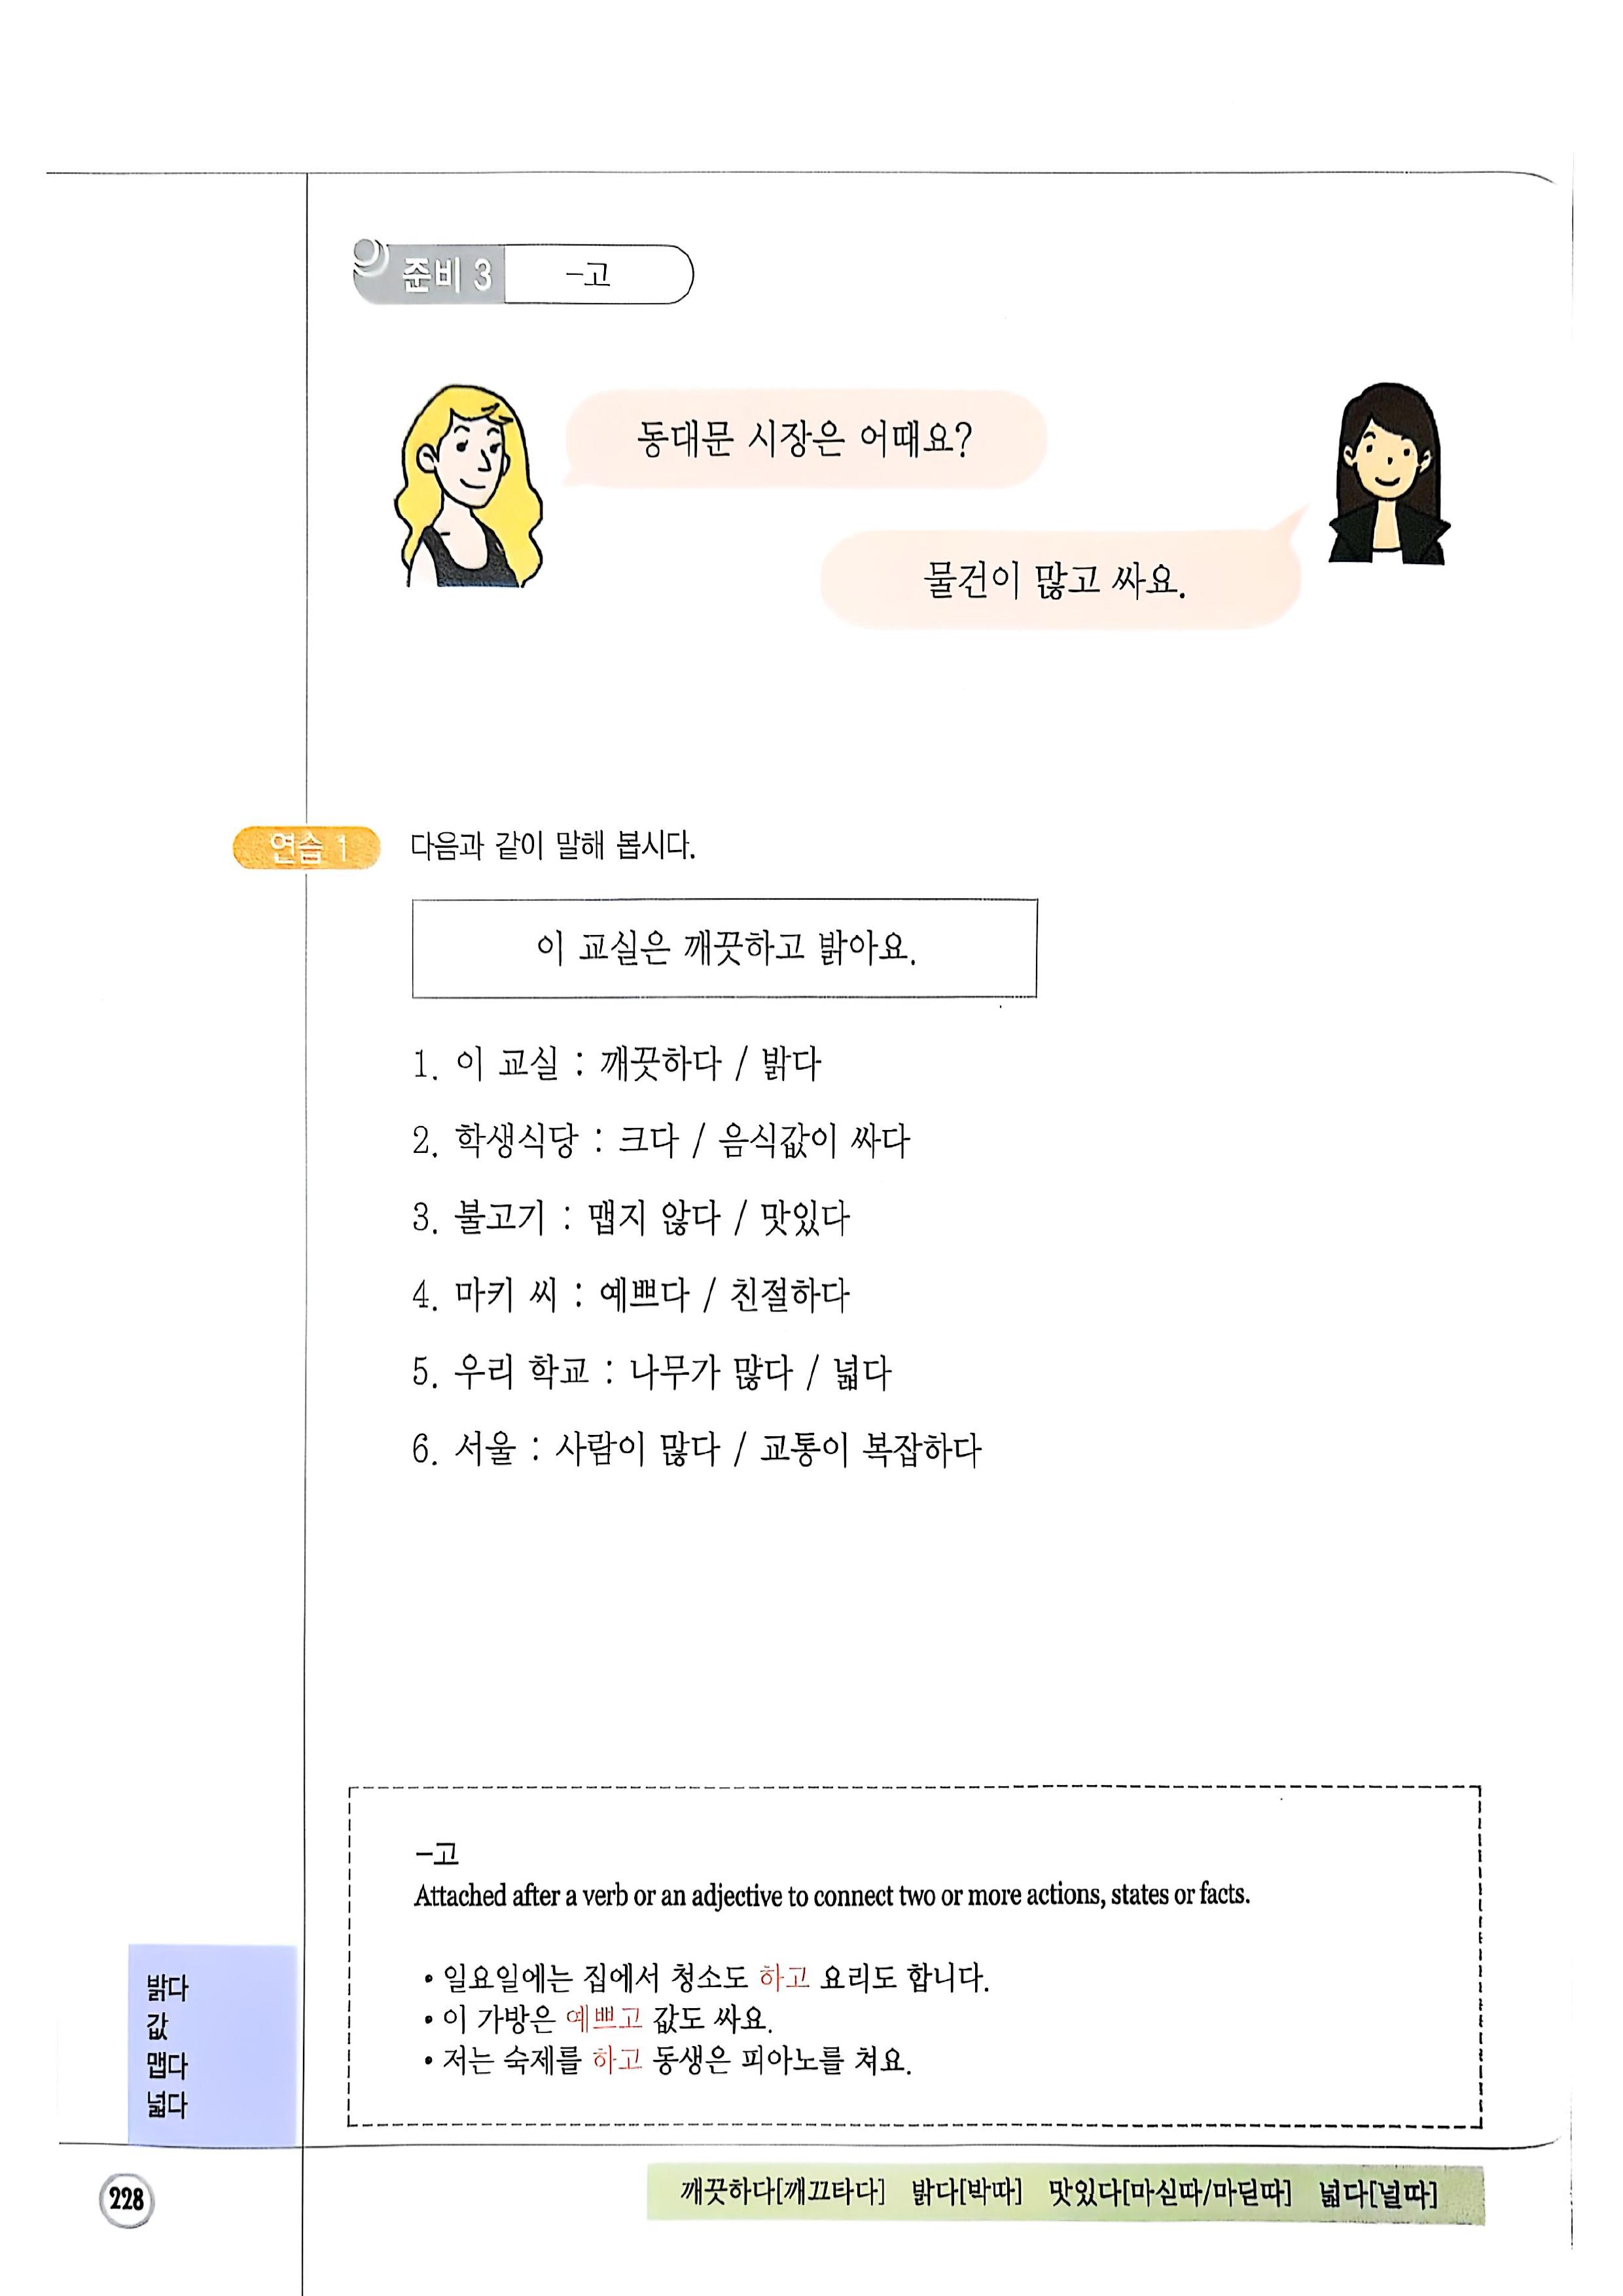 준비 3 -고
동대문 시장은 어때요?
물건이 많고 싸요.
연습 1 다음과 같이 말해 봅시다.
이 교실은 깨끗하고 밝아요.
1. 이 교실 : 깨끗하다 / 밝다
2. 학생식당 : 크다 / 음식값이 싸다
3. 불고기 : 맵지 않다 / 맛있다
4. 마키 씨 : 예쁘다 / 친절하다
5. 우리 학교 : 나무가 많다 / 넓다
6. 서울 : 사람이 많다 / 교통이 복잡하다
-고
Attached after a verb or an adjective to connect two or more actions, states or facts.
• 일요일에는 집에서 청소도 하고 요리도 합니다.
• 이 가방은 예쁘고 값도 싸요.
• 저는 숙제를 하고 동생은 피아노를 쳐요.
밝다
값
맵다
넓다
228
깨끗하다[깨끄타다] 밝다[박따] 맛있다[마싣따/마딛따] 넓다[널따]